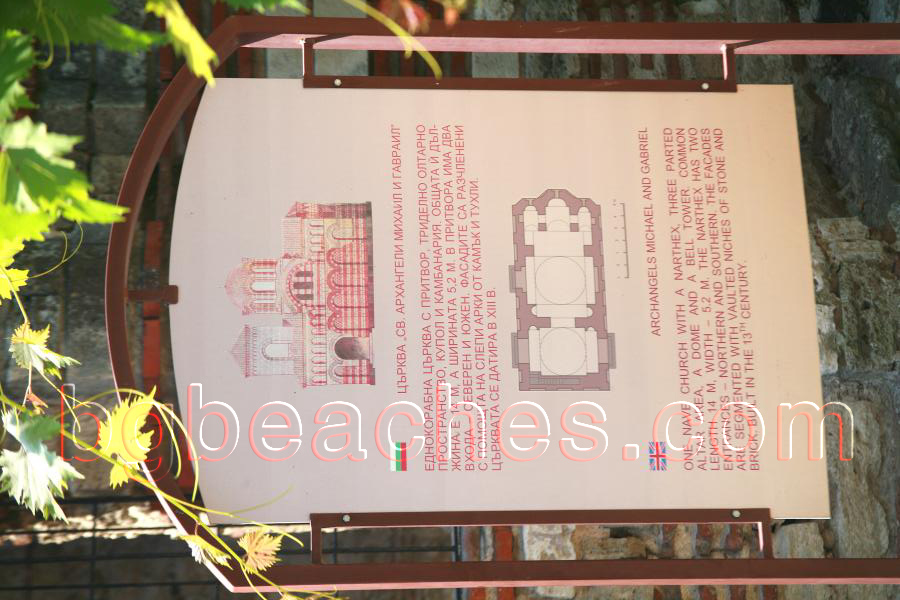 ЦЪРКВА „СВ. АРХАНГЕЛИ МИХАИЛ И ГАВРАИЛ"
ЕДНОКОРАБНА ЦЪРКВА С ПРИТВОР, ТРИДЕЛНО ОЛТАРНО
ПРОСТРАНСТВО, КУПОЛ И КАМБАНАРИЯ. ОБЩАТА Й ДЪЛ-
ЖИНА Е 14 М, А ШИРИНАТА 5,2 М. В ПРИТВОРА ИМА ДВА
ВХОДА – СЕВЕРЕН И ЮЖЕН. ФАСАДИТЕ СА РАЗЧЛЕНЕНИ
С ПОМОЩТА НА СЛЕПИ АРКИ ОТ КАМЪК И ТУХЛИ.
ЦЪРКВАТА СЕ ДАТИРА В XIII В.
ARCHANGELS MICHAEL AND GABRIEL
ONE-NAVE CHURCH WITH A NARTHEX, THREE PARTED
ALTAR AREA, A DOME AND A BELL TOWER. COMMON
LENGTH – 14 M, WIDTH – 5.2 M. THE NARTHEX HAS TWO
ENTRANCES – NORTHERN AND SOUTHERN. THE FACADES
ARE SEGMENTED WITH VAULTED NICHES OF STONE AND
BRICK. BUILT IN THE 13TH CENTURY.
bgbeaches.com